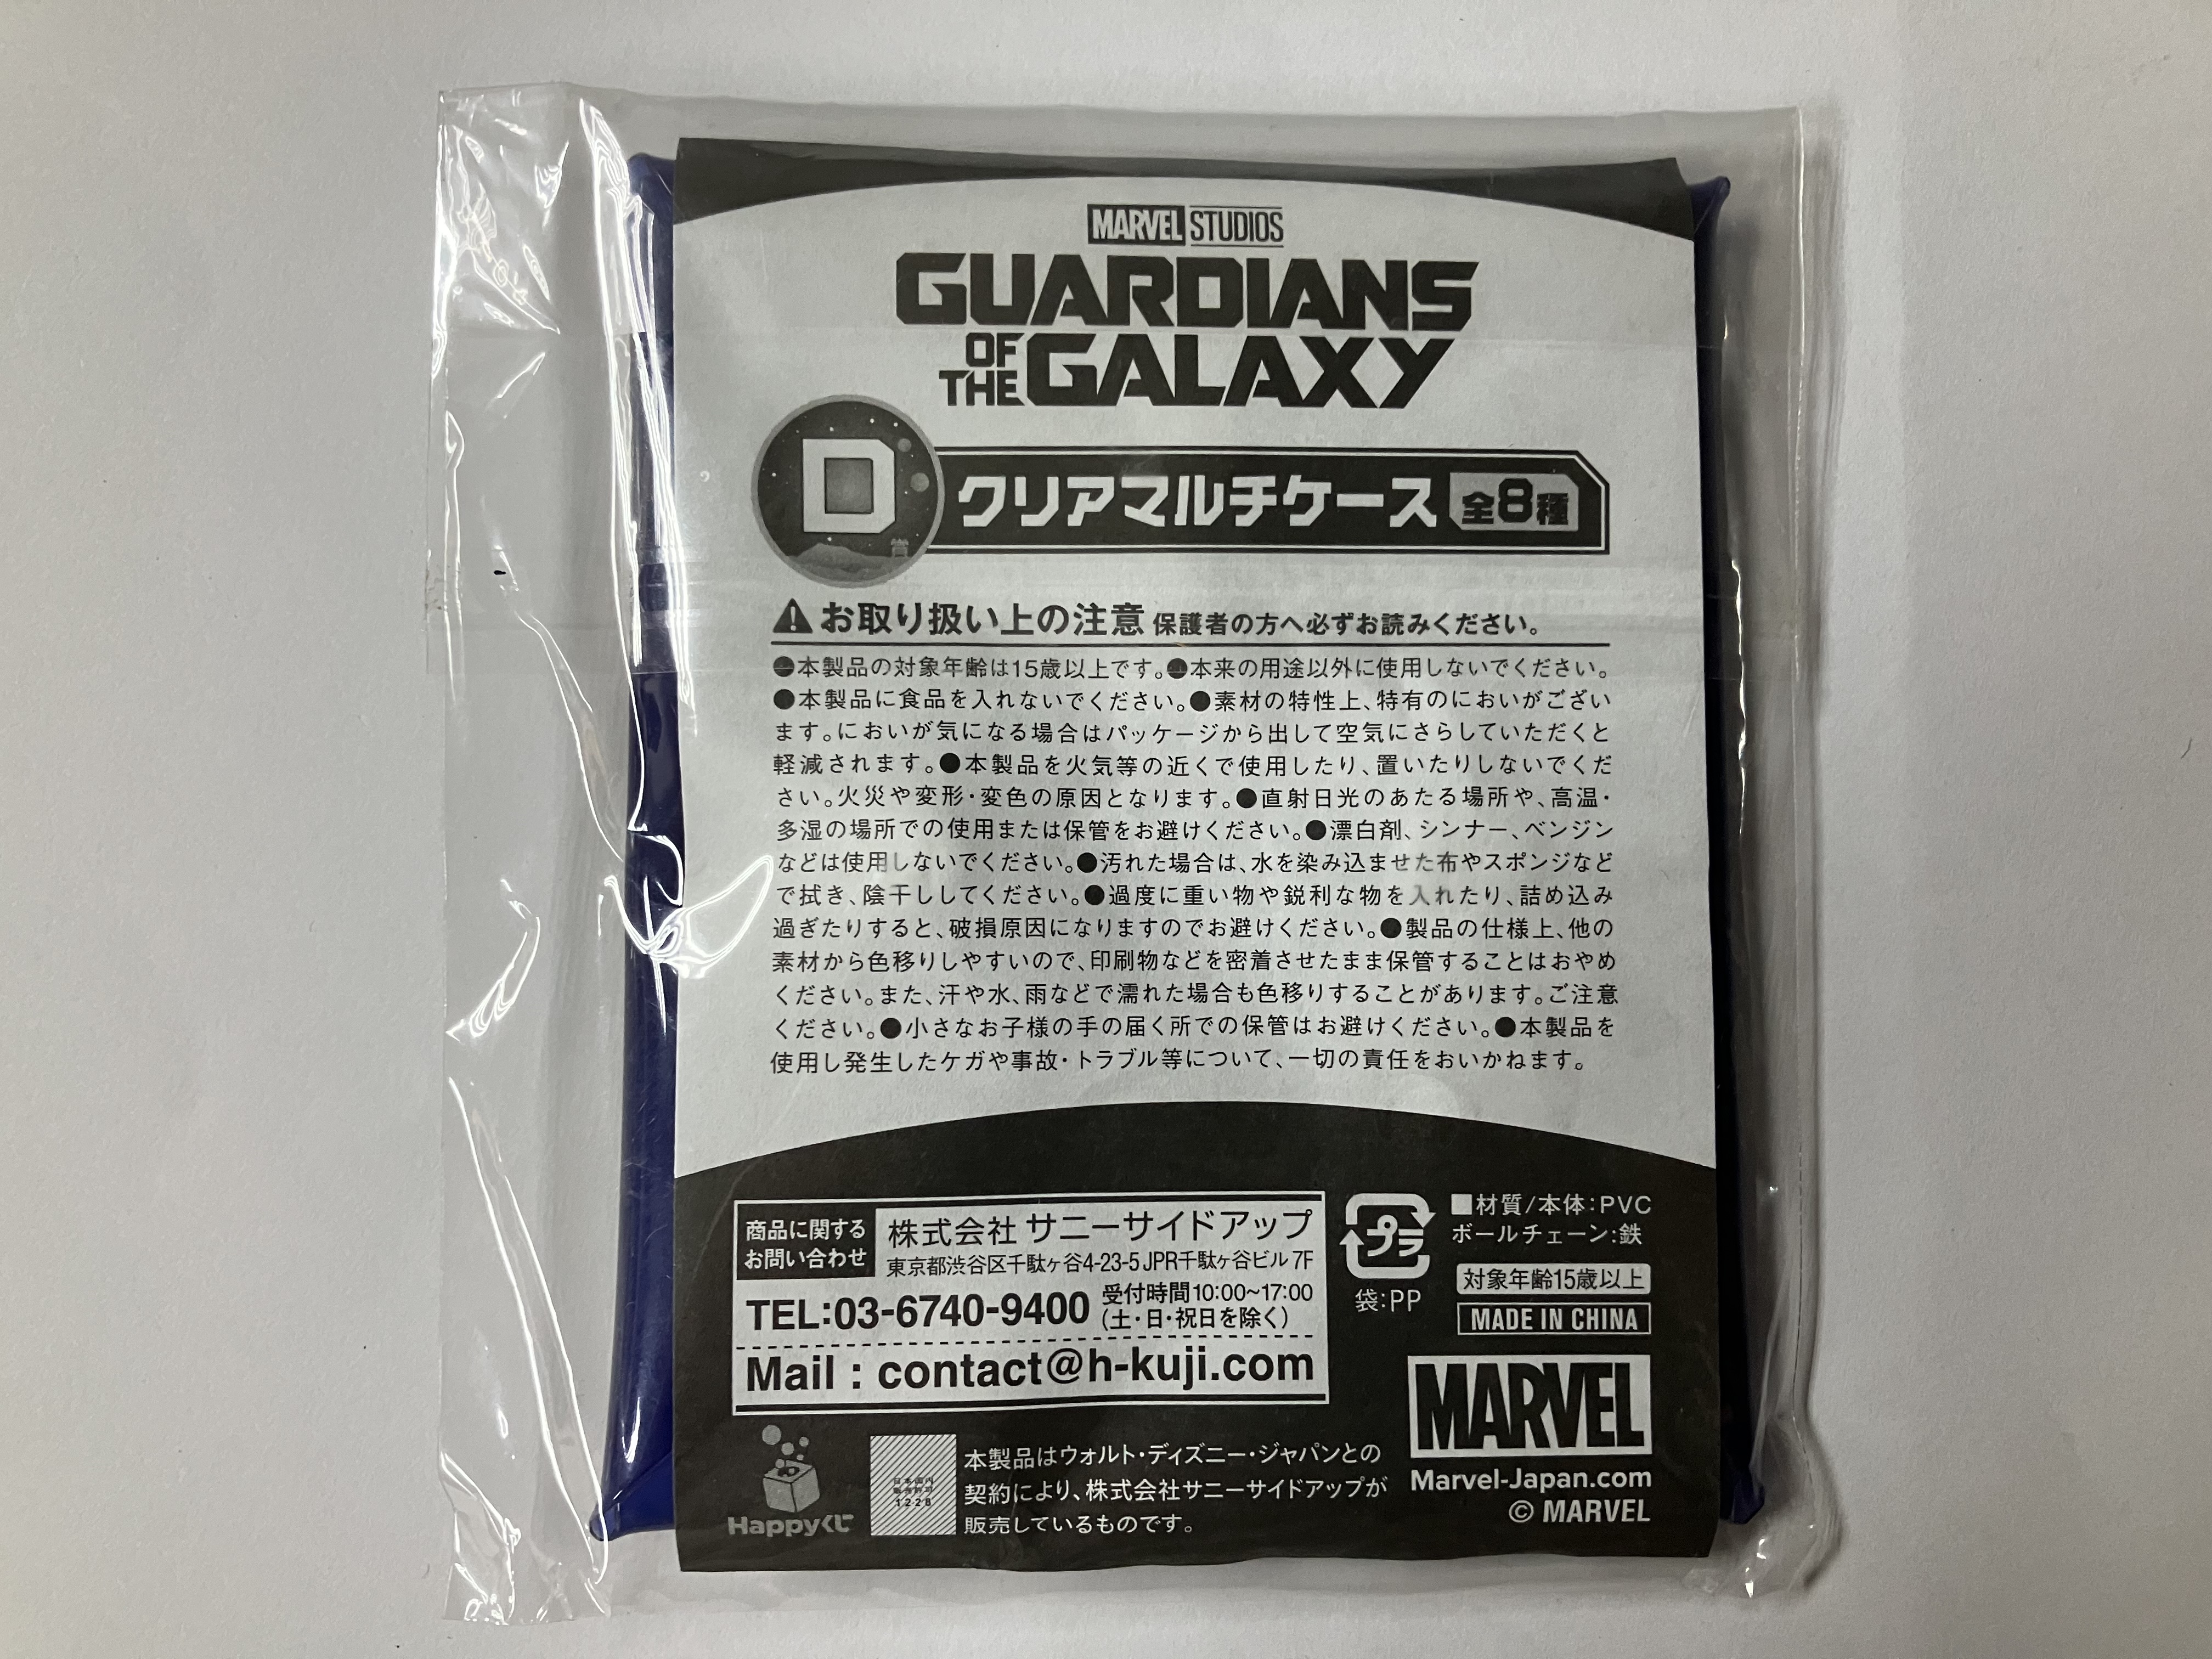 MARVEL STUDIOS
GUARDIANS
OF
THE GALAXY
D賞 クリアマルチケース 全8種
お取り扱い上の注意 保護者の方へ必ずお読みください。
●本製品の対象年齢は15歳以上です。●本来の用途以外に使用しないでください。
●本製品に食品を入れないでください。●素材の特性上、特有のにおいがござい
ます。においが気になる場合はパッケージから出して空気にさらしていただくと
軽減されます。●本製品を火気等の近くで使用したり、置いたりしないでくだ
さい。火災や変形・変色の原因となります。●直射日光のあたる場所や、高温・
多湿の場所での使用または保管をお避けください。●漂白剤、シンナー、ベンジン
などは使用しないでください。●汚れた場合は、水を染み込ませた布やスポンジなど
で拭き、陰干ししてください。●過度に重い物や鋭利な物を入れたり、詰め込み
過ぎたりすると、破損原因になりますのでお避けください。●製品の仕様上、他の
素材から色移りしやすいので、印刷物などを密着させたまま保管することはおやめ
ください。また、汗や水、雨などで濡れた場合も色移りすることがあります。ご注意
ください。●小さなお子様の手の届く所での保管はお避けください。●本製品を
使用し発生したケガや事故・トラブル等について、一切の責任をおいかねます。
商品に関する
お問い合わせ
株式会社 サニーサイドアップ
東京都渋谷区千駄ヶ谷4-23-5 JPR千駄ヶ谷ビル 7F
TEL:03-6740-9400
受付時間10:00~17:00
(土・日・祝日を除く)
Mail : contact@h-kuji.com
プラ
袋:PP
■材質/本体:PVC
ボールチェーン:鉄
対象年齢15歳以上
MADE IN CHINA
MARVEL
Marvel-Japan.com
© MARVEL
Happyくじ
日本国内
販売許可
1228
本製品はウォルト・ディズニー・ジャパンとの
契約により、株式会社サニーサイドアップが
販売しているものです。